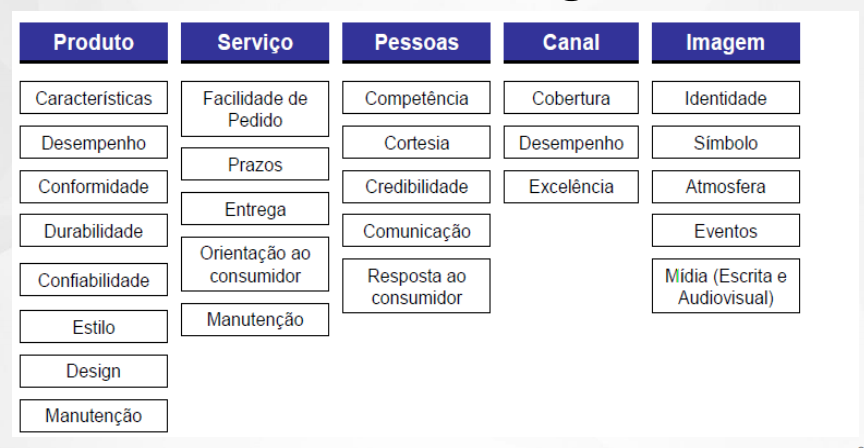 Produto
Características
Desempenho
Conformidade
Durabilidade
Confiabilidade
Estilo
Design
Manutenção
Serviço
Facilidade de
Pedido
Prazos
Entrega
Orientação ao
consumidor
Manutenção
Pessoas
Competência
Cortesia
Credibilidade
Comunicação
Resposta ao
consumidor
Canal
Cobertura
Desempenho
Excelência
Imagem
Identidade
Símbolo
Atmosfera
Eventos
Mídia (Escrita e
Audiovisual)